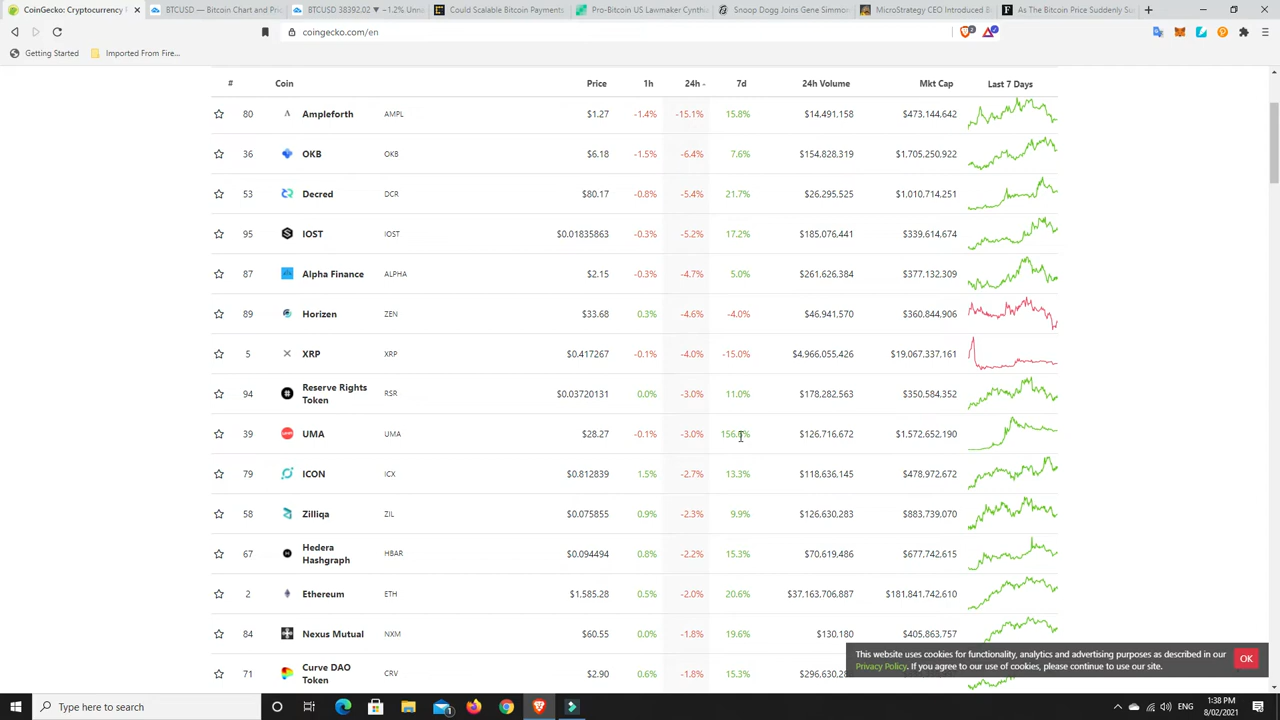 CoinGecko: Cryptocurrency
BTCUSD — Bitcoin Chart and Pri
BTCUSD 38392.02 ▼ −1.2% Unna
Could Scalable Bitcoin Payments
Pro-Bitcoin US Lawmaker Cynthia
Snoop Dogg Joins Gene Simmon
MicroStrategy CEO Introduced B
As The Bitcoin Price Suddenly Su
coingecko.com/en
Getting Started
Imported From Fire...
# Coin Price 1h 24h 7d 24h Volume Mkt Cap Last 7 Days
80 Ampleforth AMPL $1.27 -1.4% -15.1% 15.8% $14,491,158 $473,144,642
36 OKB OKB $6.18 -1.5% -6.4% 7.6% $154,828,319 $1,705,250,922
53 Decred DCR $80.17 -0.8% -5.4% 21.7% $26,295,525 $1,010,714,251
95 IOST IOST $0.01835863 -0.3% -5.2% 17.2% $185,076,441 $339,614,674
87 Alpha Finance ALPHA $2.15 -0.3% -4.7% 5.0% $261,626,384 $377,132,309
89 Horizen ZEN $33.68 0.3% -4.6% -4.0% $46,941,570 $360,844,906
5 XRP XRP $0.417267 -0.1% -4.0% -15.0% $4,966,055,426 $19,067,337,161
94 Reserve Rights Token RSR $0.03720131 0.0% -3.0% 11.0% $178,282,563 $350,584,352
39 UMA UMA $28.27 -0.1% -3.0% $126,716,672 $1,572,652,190
79 ICON ICX $0.812839 1.5% -2.7% 13.3% $118,636,145 $478,972,672
58 Zilliqa ZIL $0.075855 0.9% -2.3% 9.9% $126,630,283 $883,739,070
67 Hedera Hashgraph HBAR $0.094494 0.8% -2.2% 15.3% $70,619,486 $677,742,615
2 Ethereum ETH $1,585.28 0.5% -2.0% 20.6% $37,163,706,887 $181,841,742,610
84 Nexus Mutual NXM $60.55 0.0% -1.8% 19.6% $130,180 $405,863,757
71 Curve DAO Token CRV $2.90 0.6% -1.8% 15.3%
This website uses cookies for functionality, analytics and advertising purposes as described in our
Privacy Policy. If you agree to our use of cookies, please continue to use our site.
OK
Type here to search
ENG
1:38 PM
8/02/2021